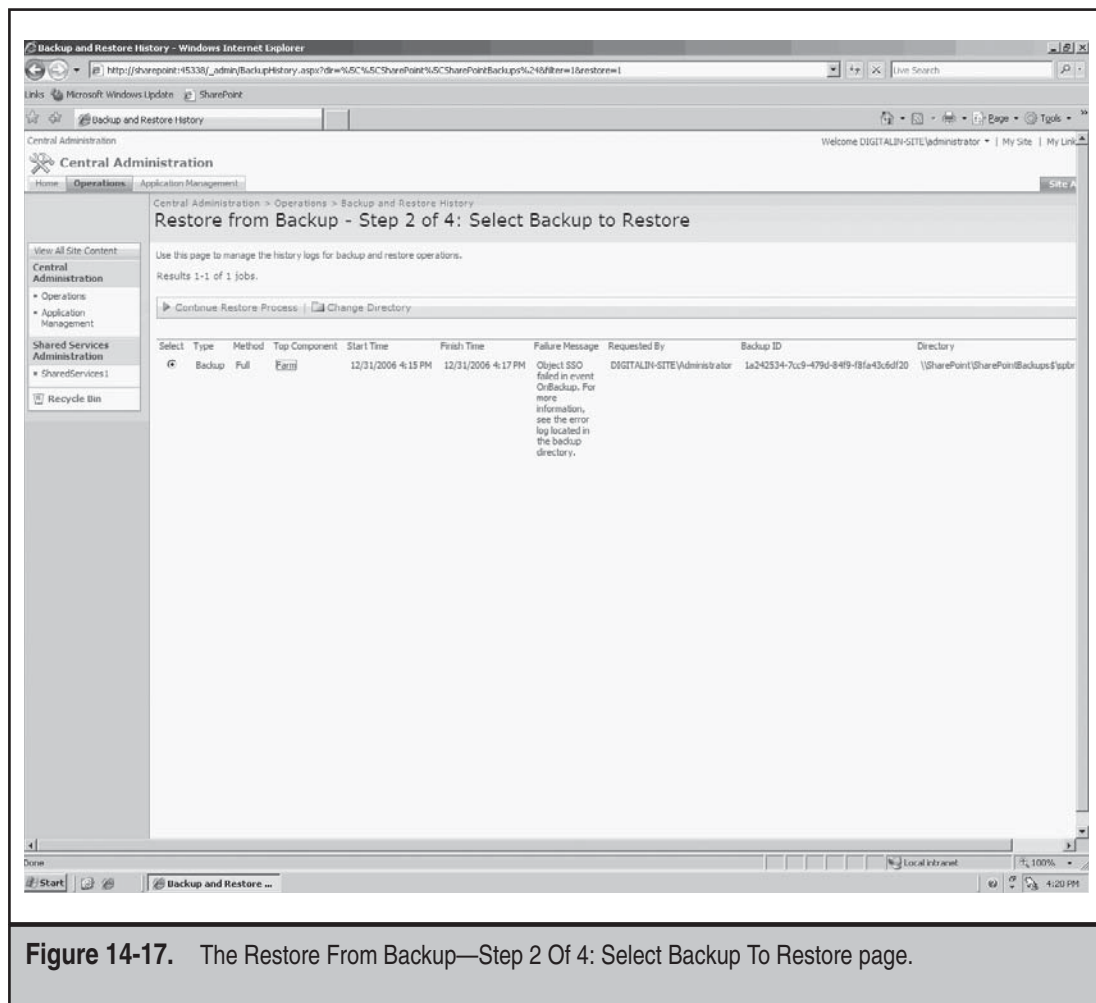 Backup and Restore History - Windows Internet Explorer
http://sharepoint:45338/_admin/BackupHistory.aspx?dir=%5C%5CSharePoint%5CSharePointBackups%24&filter=1&restore=1
Live Search
Links Microsoft Windows Update SharePoint
Backup and Restore History
Page Tools
Central Administration
Welcome DIGITALIN-SITE\administrator | My Site | My Link
Central Administration
Home Operations Application Management
Site A
Central Administration > Operations > Backup and Restore History
Restore from Backup - Step 2 of 4: Select Backup to Restore
View All Site Content
Central Administration
Operations
Application Management
Shared Services Administration
SharedServices1
Recycle Bin
Use this page to manage the history logs for backup and restore operations.
Results 1-1 of 1 jobs.
Continue Restore Process | Change Directory
Select Type Method Top Component Start Time Finish Time Failure Message Requested By Backup ID Directory
Backup Full Farm 12/31/2006 4:15 PM 12/31/2006 4:17 PM Object SSO DIGITALIN-SITE\Administrator 1a242534-7cc9-479d-84f9-f8fa43c6df20 \\SharePoint\SharePointBackups$\spbr
failed in event
OnBackup. For
more
information,
see the error
log located in
the backup
directory.
Done
Local intranet
100%
Start
Backup and Restore ...
4:20 PM
Figure 14-17. The Restore From Backup—Step 2 Of 4: Select Backup To Restore page.